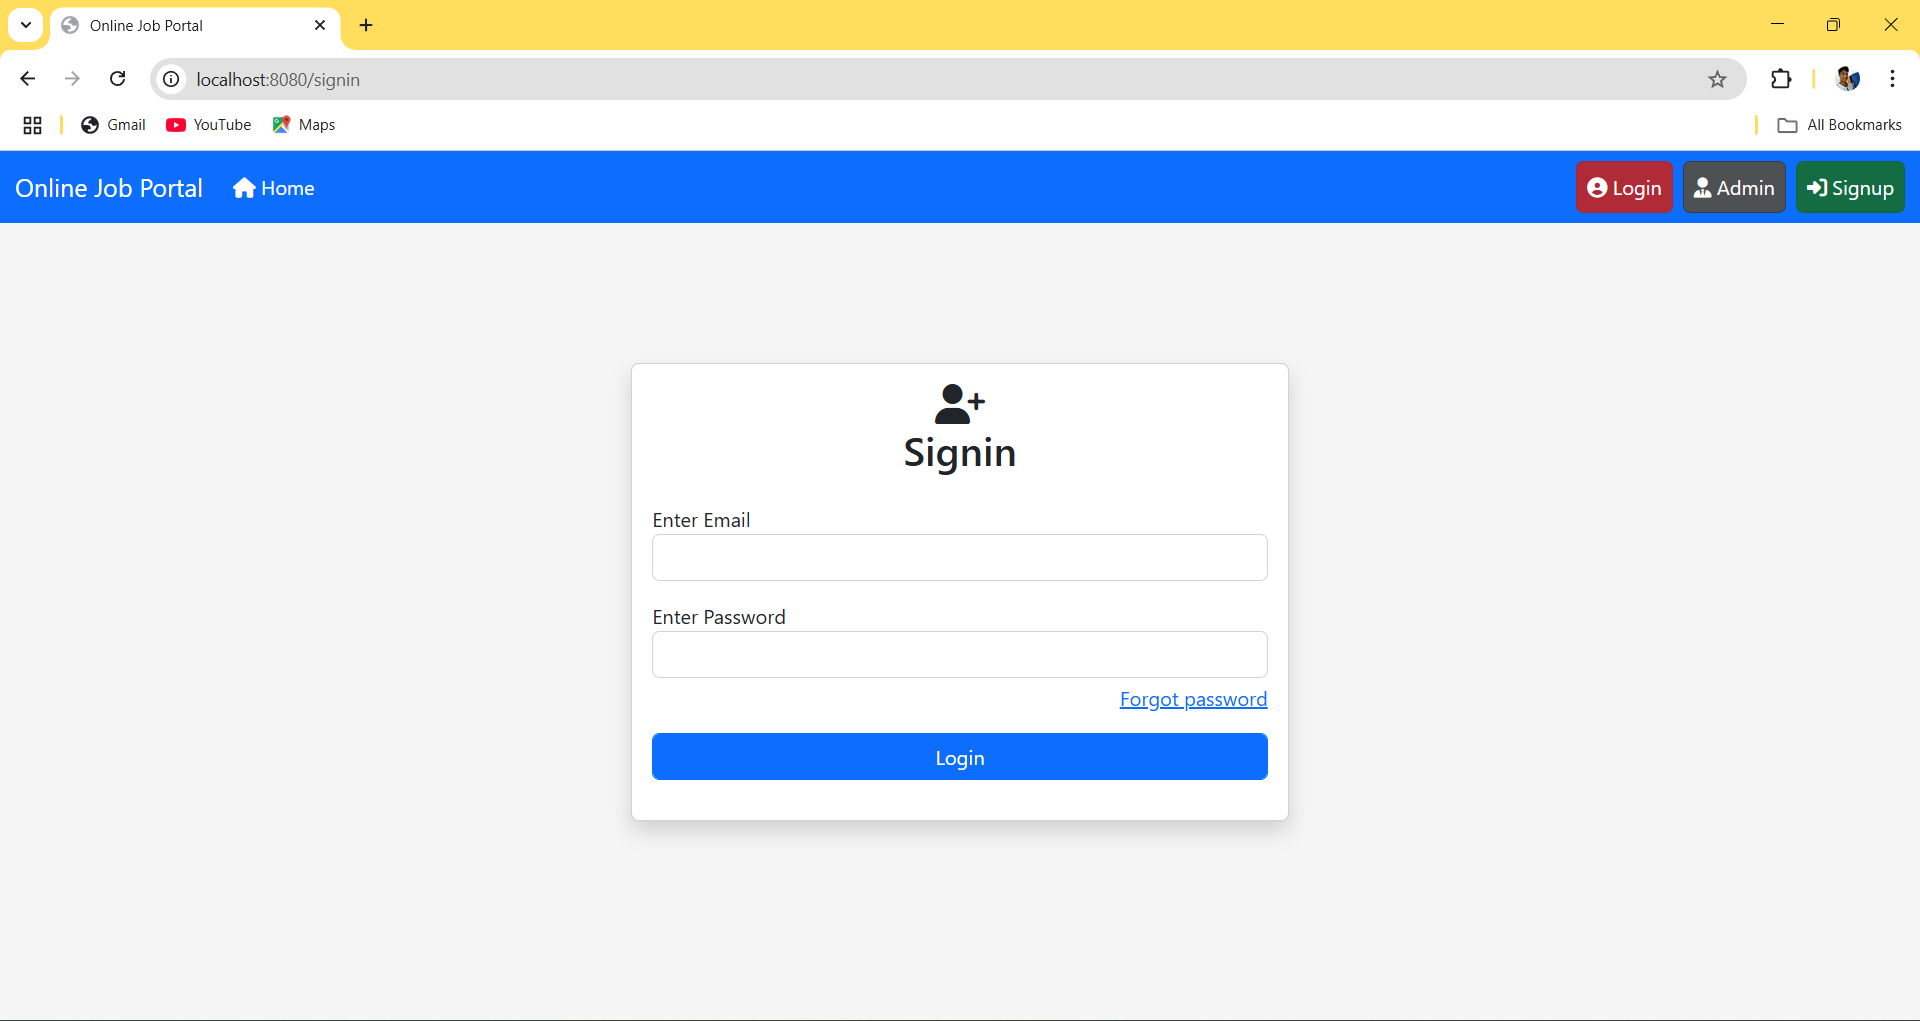 Online Job Portal
localhost:8080/signin
Gmail YouTube Maps All Bookmarks
Online Job Portal Home Login Admin Signup
Signin
Enter Email
Enter Password
Forgot password
Login